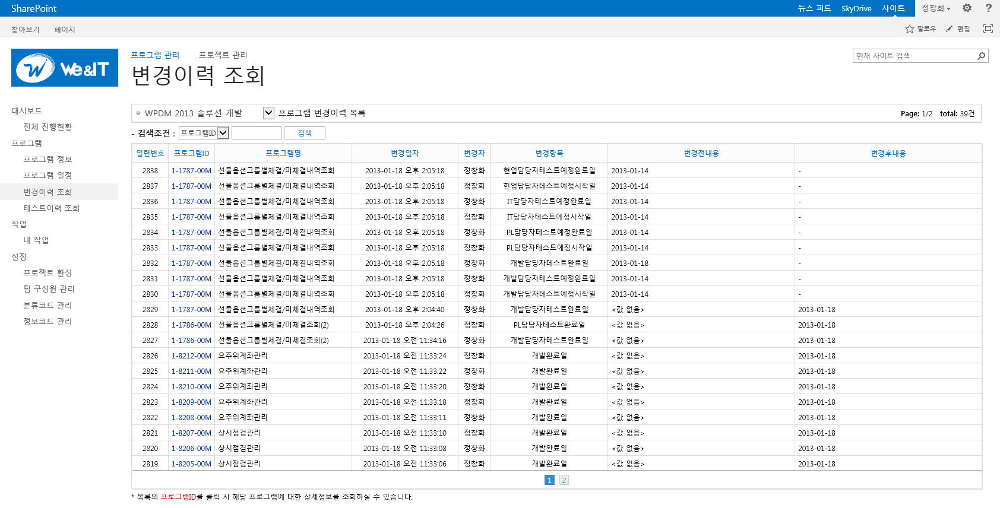 SharePoint
뉴스 피드 SkyDrive 사이트 정창화 ?
찾아보기 페이지
팔로우 편집
We&IT
프로그램 관리 프로젝트 관리
현재 사이트 검색
변경이력 조회
대시보드
전체 진행현황
프로그램
프로그램 정보
프로그램 일정
변경이력 조회
테스트이력 조회
작업
내 작업
설정
프로젝트 활성
팀 구성원 관리
분류코드 관리
정보코드 관리
WPDM 2013 솔루션 개발 프로그램 변경이력 목록 Page: 1/2 total: 39건
- 검색조건 : 프로그램ID 검색
일련번호 프로그램ID 프로그램명 변경일자 변경자 변경항목 변경전내용 변경후내용
2838 1-1787-00M 선물옵션그룹별체결/미체결내역조회 2013-01-18 오후 2:05:18 정창화 현업담당자테스트예정완료일 2013-01-14 -
2837 1-1787-00M 선물옵션그룹별체결/미체결내역조회 2013-01-18 오후 2:05:18 정창화 현업담당자테스트예정시작일 2013-01-14 -
2836 1-1787-00M 선물옵션그룹별체결/미체결내역조회 2013-01-18 오후 2:05:18 정창화 IT담당자테스트예정완료일 2013-01-14 -
2835 1-1787-00M 선물옵션그룹별체결/미체결내역조회 2013-01-18 오후 2:05:18 정창화 IT담당자테스트예정시작일 2013-01-14 -
2834 1-1787-00M 선물옵션그룹별체결/미체결내역조회 2013-01-18 오후 2:05:18 정창화 PL담당자테스트예정완료일 2013-01-14 -
2833 1-1787-00M 선물옵션그룹별체결/미체결내역조회 2013-01-18 오후 2:05:18 정창화 PL담당자테스트예정시작일 2013-01-14 -
2832 1-1787-00M 선물옵션그룹별체결/미체결내역조회 2013-01-18 오후 2:05:18 정창화 개발담당자테스트완료일 2013-01-18 -
2831 1-1787-00M 선물옵션그룹별체결/미체결내역조회 2013-01-18 오후 2:05:18 정창화 개발담당자테스트예정완료일 2013-01-14 -
2830 1-1787-00M 선물옵션그룹별체결/미체결내역조회 2013-01-18 오후 2:05:18 정창화 개발담당자테스트예정시작일 2013-01-14 -
2829 1-1787-00M 선물옵션그룹별체결/미체결내역조회 2013-01-18 오후 2:04:40 정창화 개발담당자테스트완료일 <값 없음> 2013-01-18
2828 1-1786-00M 선물옵션그룹별체결/미체결조회(2) 2013-01-18 오후 2:04:26 정창화 PL담당자테스트완료일 <값 없음> 2013-01-18
2827 1-1786-00M 선물옵션그룹별체결/미체결조회(2) 2013-01-18 오전 11:34:16 정창화 개발담당자테스트완료일 <값 없음> 2013-01-18
2826 1-8212-00M 요주위계좌관리 2013-01-18 오전 11:33:24 정창화 개발완료일 <값 없음> 2013-01-18
2825 1-8211-00M 요주위계좌관리 2013-01-18 오전 11:33:22 정창화 개발완료일 <값 없음> 2013-01-18
2824 1-8210-00M 요주위계좌관리 2013-01-18 오전 11:33:20 정창화 개발완료일 <값 없음> 2013-01-18
2823 1-8209-00M 요주위계좌관리 2013-01-18 오전 11:33:18 정창화 개발완료일 <값 없음> 2013-01-18
2822 1-8208-00M 요주위계좌관리 2013-01-18 오전 11:33:11 정창화 개발완료일 <값 없음> 2013-01-18
2821 1-8207-00M 상시점검관리 2013-01-18 오전 11:33:10 정창화 개발완료일 <값 없음> 2013-01-18
2820 1-8206-00M 상시점검관리 2013-01-18 오전 11:33:08 정창화 개발완료일 <값 없음> 2013-01-18
2819 1-8205-00M 상시점검관리 2013-01-18 오전 11:33:06 정창화 개발완료일 <값 없음> 2013-01-18
1 2
* 목록의 프로그램ID를 클릭 시 해당 프로그램에 대한 상세정보를 조회하실 수 있습니다.